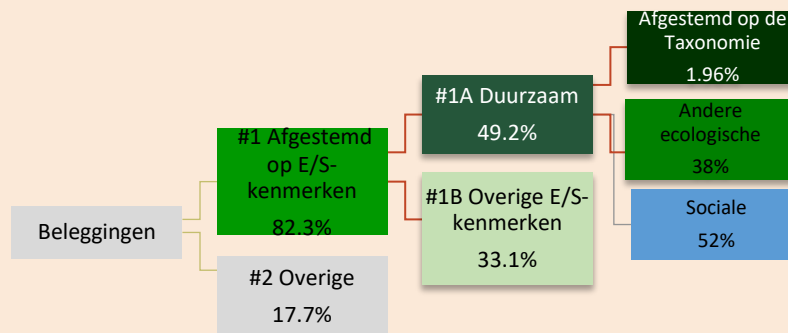 Beleggingen
#1 Afgestemd
op E/S-
kenmerken
82.3%
#2 Overige
17.7%
#1A Duurzaam
49.2%
#1B Overige E/S-
kenmerken
33.1%
Afgestemd op de
Taxonomie
1.96%
Andere
ecologische
38%
Sociale
52%